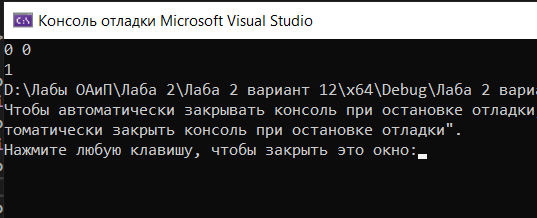 Консоль отладки Microsoft Visual Studio
0 0
1
D:\Лабы ОАиП\Лаба 2\Лаба 2 вариант 12\x64\Debug\Лаба 2
Чтобы автоматически закрывать консоль при остановке отладки
томатически закрыть консоль при остановке отладки".
Нажмите любую клавишу, чтобы закрыть это окно: